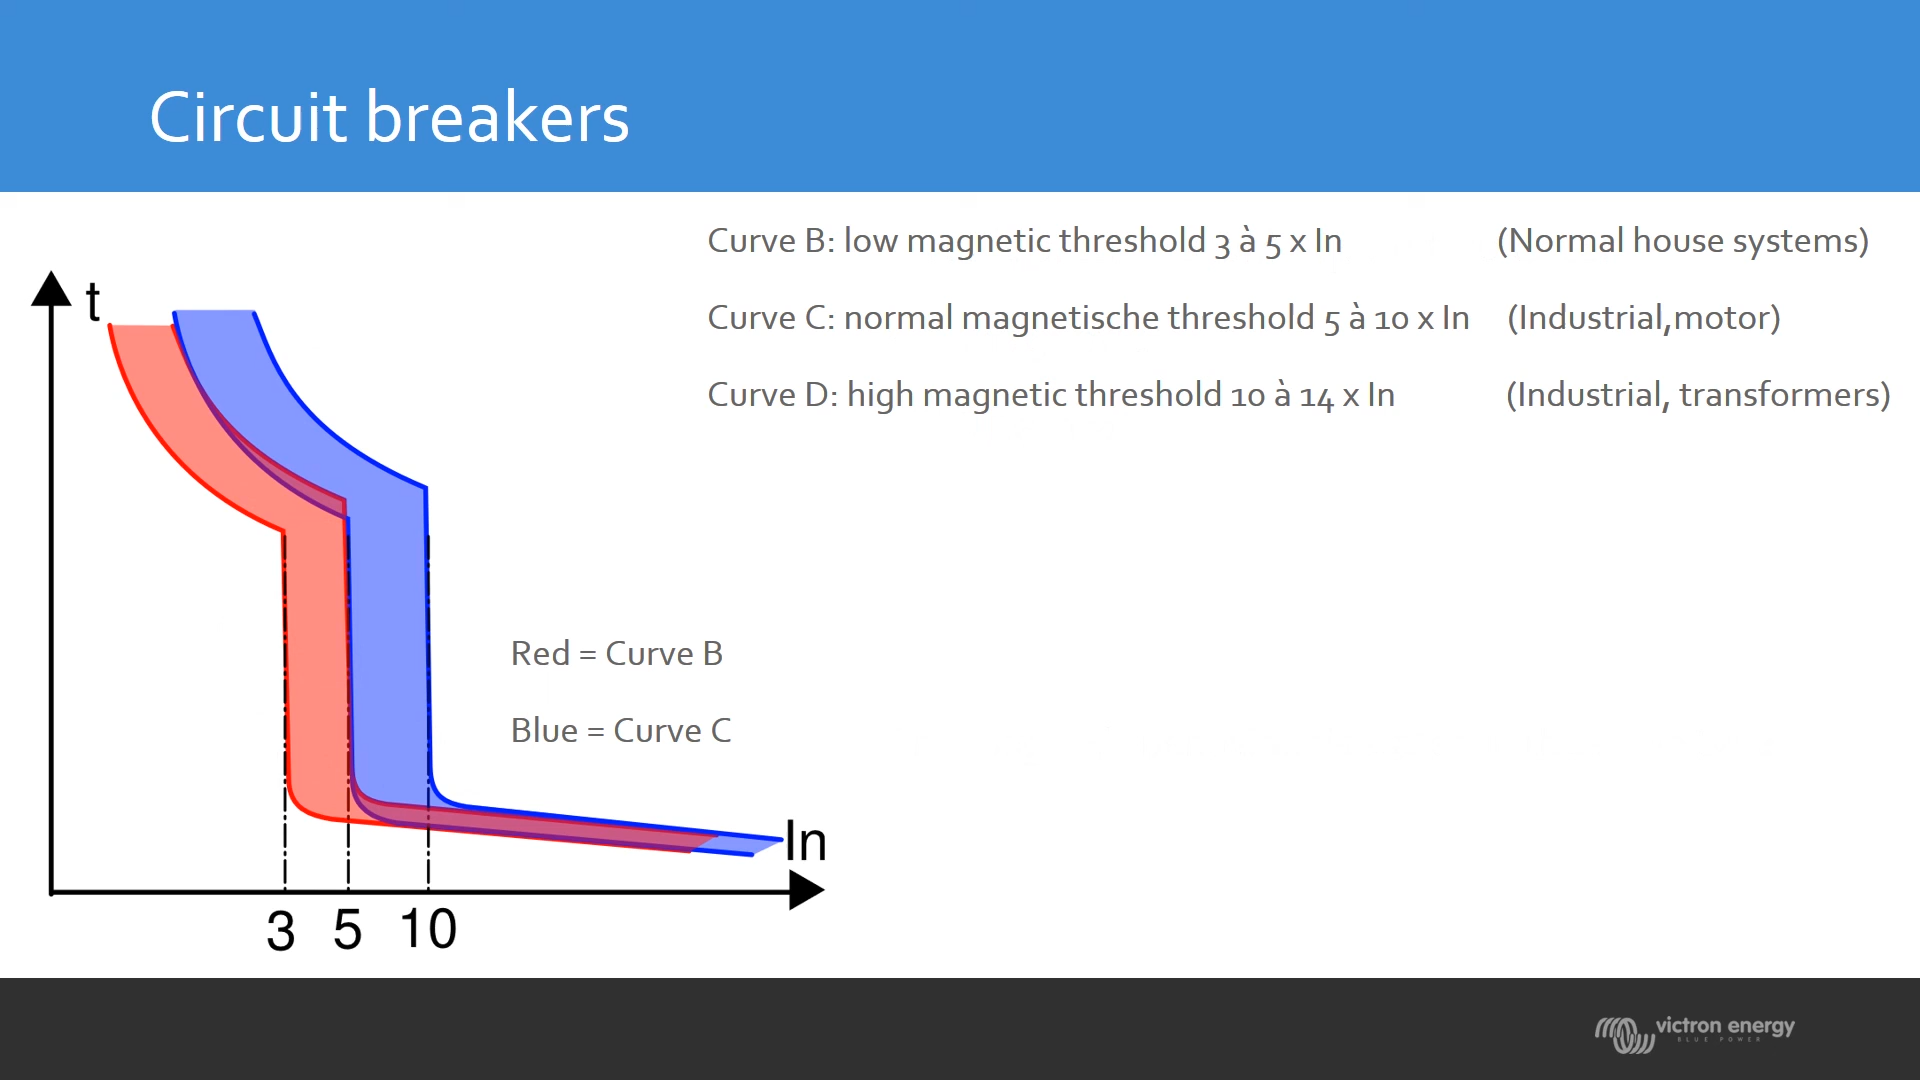 Circuit breakers
Curve B: low magnetic threshold 3 à 5 x In (Normal house systems)
Curve C: normal magnetische threshold 5 à 10 x In (Industrial,motor)
Curve D: high magnetic threshold 10 à 14 x In (Industrial, transformers)
t
Red = Curve B
Blue = Curve C
In
3 5 10
victron energy
BLUE POWER